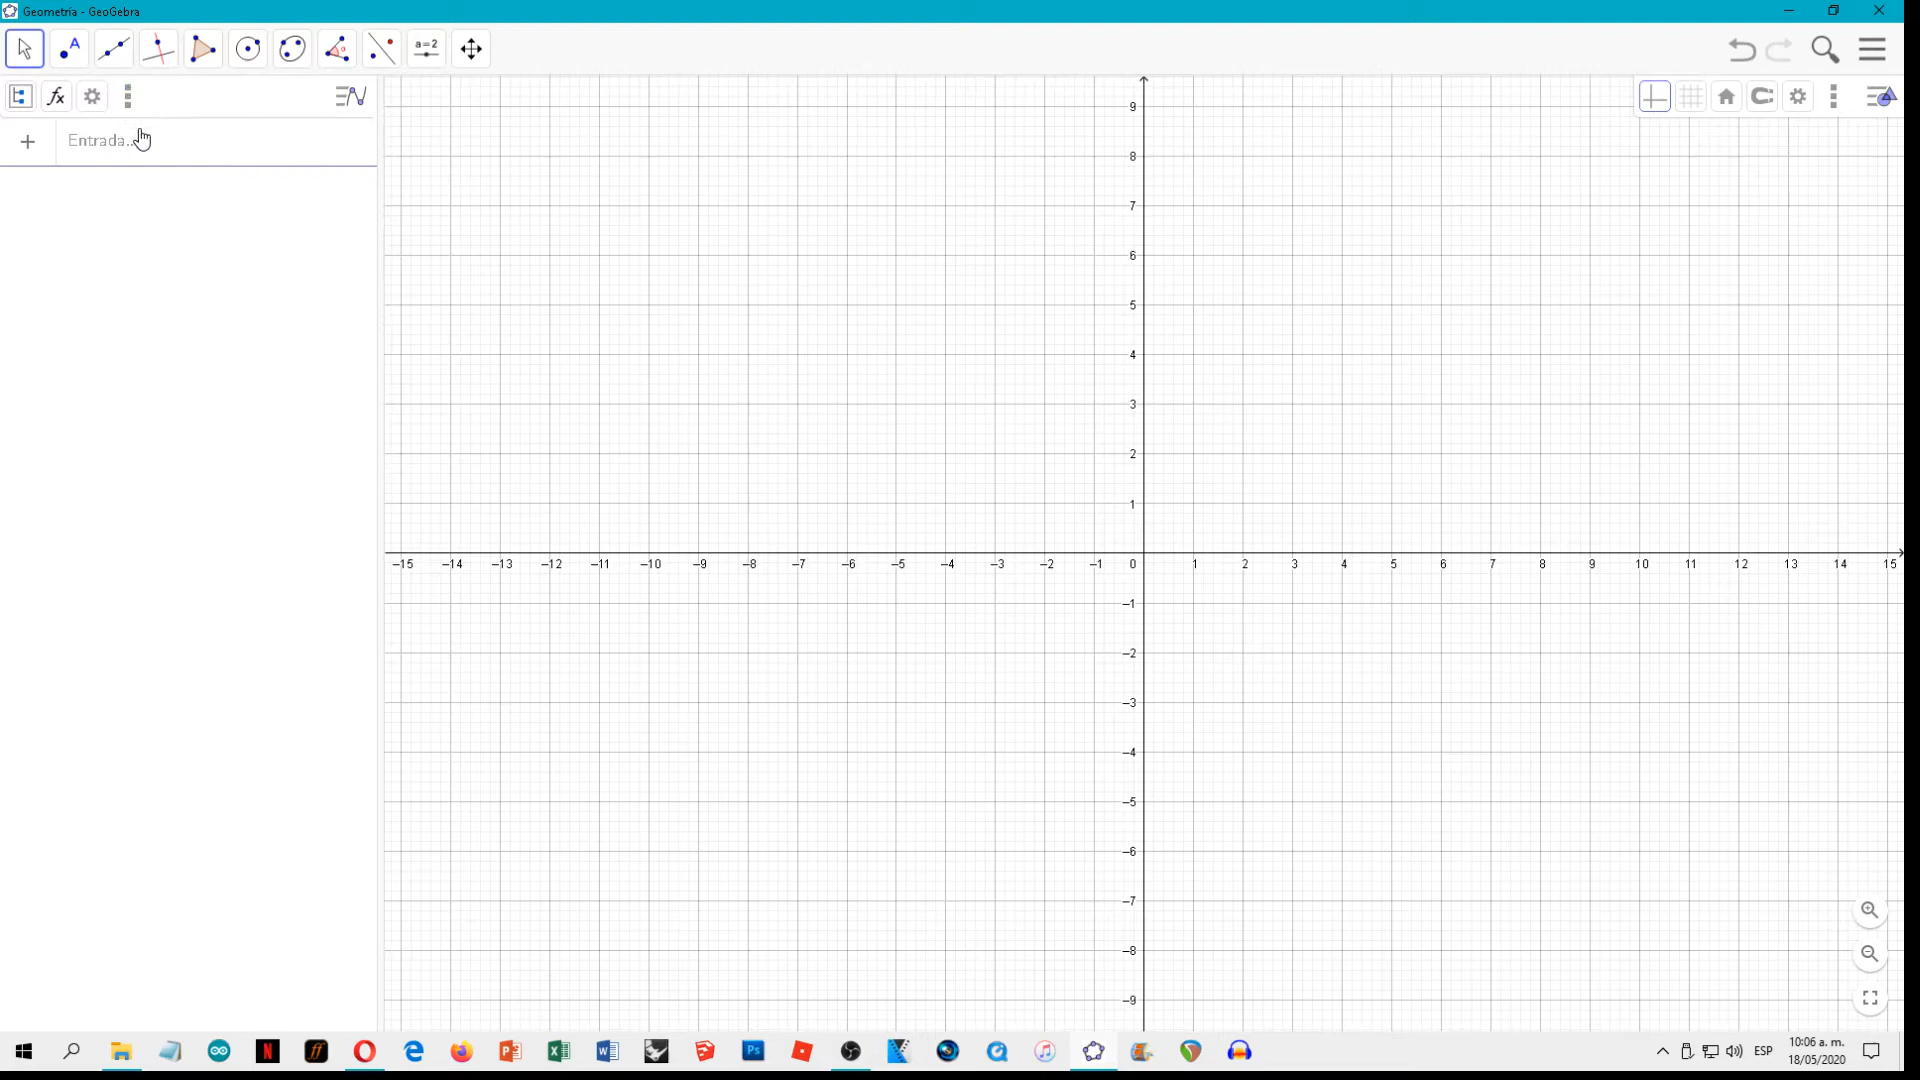 Geometría - GeoGebra
A
a=2
fx
Entrada...
9
8
7
6
5
4
3
2
1
−15 −14 −13 −12 −11 −10 −9 −8 −7 −6 −5 −4 −3 −2 −1 0 1 2 3 4 5 6 7 8 9 10 11 12 13 14 15
−1
−2
−3
−4
−5
−6
−7
−8
−9
ESP
10:06 a. m.
18/05/2020